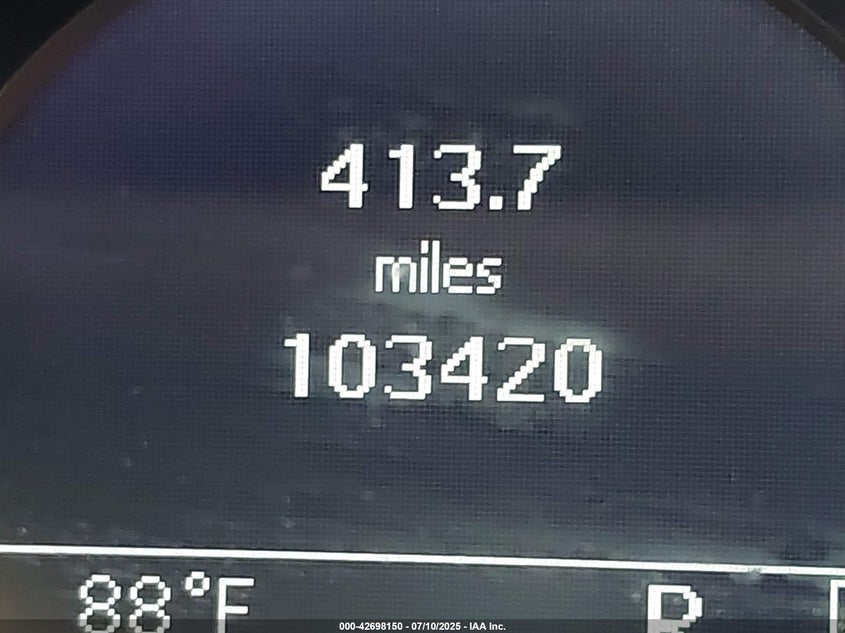 413.7
miles
103420
88°F P
000-42698150 - 07/10/2025 - IAA Inc.